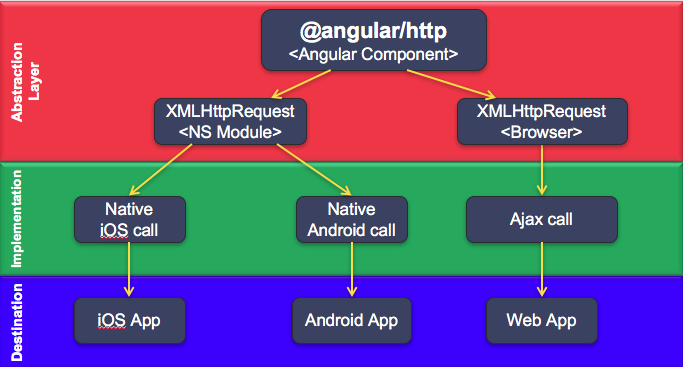 @angular/http
<Angular Component>
Abstraction
Layer
XMLHttpRequest
<NS Module>
XMLHttpRequest
<Browser>
Implementation
Native
iOS call
Native
Android call
Ajax call
Destination
iOS App
Android App
Web App